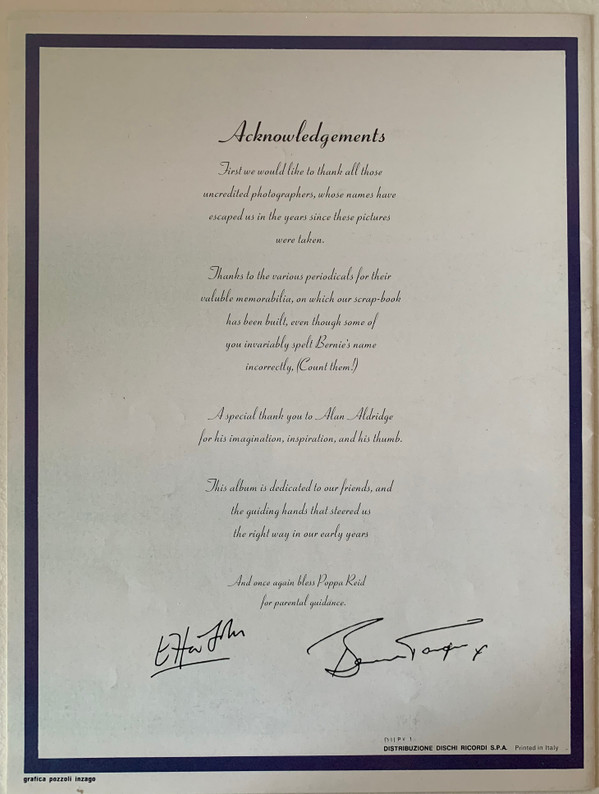 Acknowledgements
First we would like to thank all those
uncredited photographers, whose names have
escaped us in the years since these pictures
were taken.
Thanks to the various periodicals for their
valuble memorabilia, on which our scrap-book
has been built, even though some of
you invariably spelt Bernie's name
incorrectly, (Count them!)
A special thank you to Alan Aldridge
for his imagination, inspiration, and his thumb.
This album is dedicated to our friends, and
the guiding hands that steered us
the right way in our early years
And once again bless Poppa Reid
for parental guidance.
Elton John
Bernie Taupin x
DISTRIBUZIONE DISCHI RICORDI S.P.A. Printed in Italy
grafica pozzoli inzago